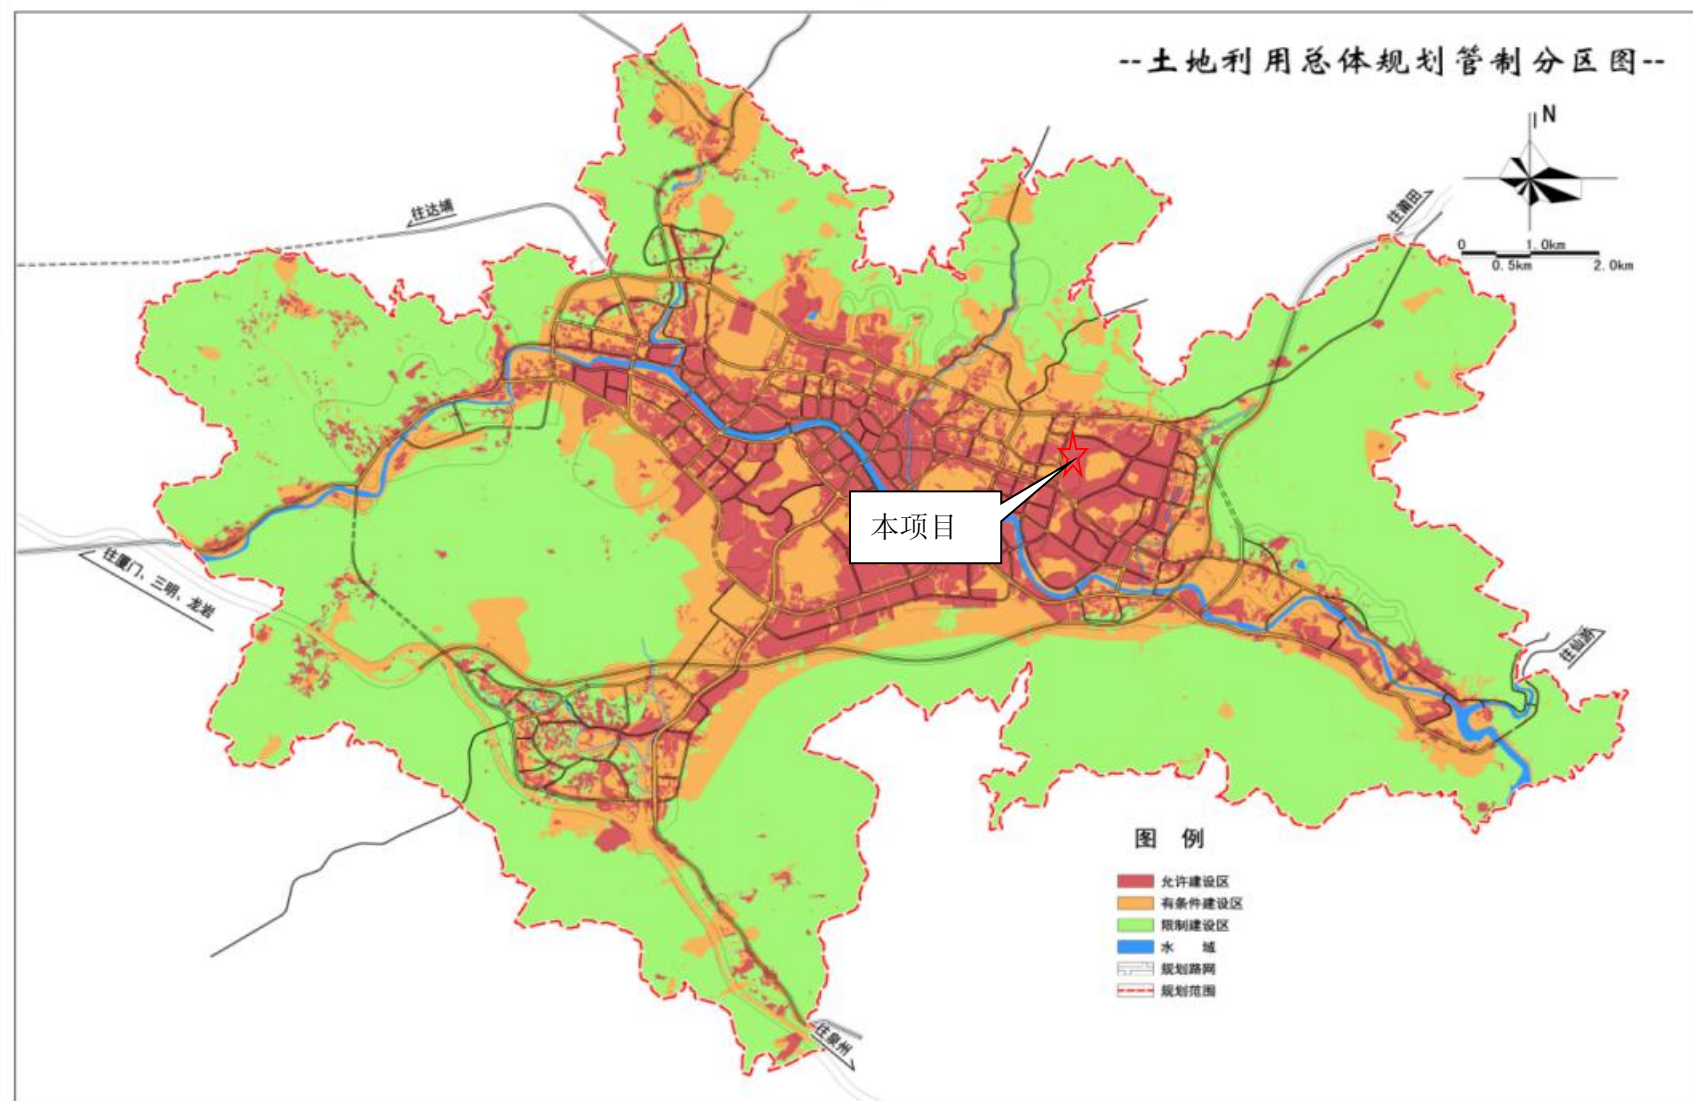 --土地利用总体规划管制分区图--
N
往达埔
往莆田
0 1.0km
0.5km 2.0km
本项目
往厦门、三明、龙岩
往仙游
图 例
允许建设区
有条件建设区
限制建设区
水 域
规划路网
规划范围
往泉州